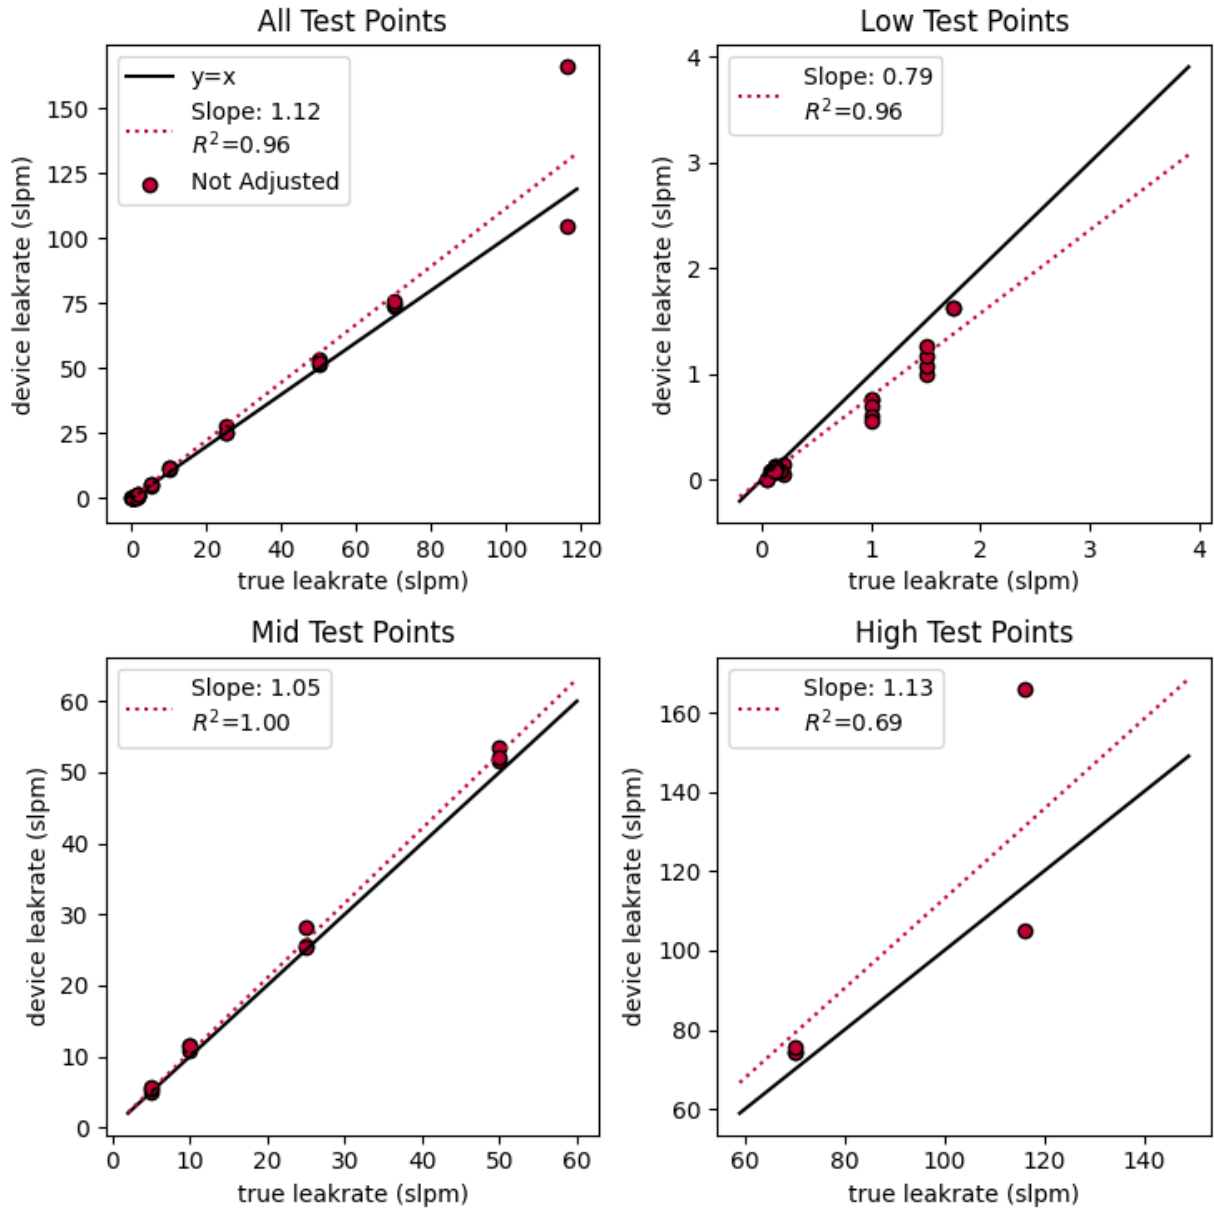 All Test Points
y=x
Slope: 1.12
R²=0.96
Not Adjusted
150
125
100
75
50
25
0
device leakrate (slpm)
0 20 40 60 80 100 120
true leakrate (slpm)
Low Test Points
Slope: 0.79
R²=0.96
4
3
2
1
0
device leakrate (slpm)
0 1 2 3 4
true leakrate (slpm)
Mid Test Points
Slope: 1.05
R²=1.00
60
50
40
30
20
10
0
device leakrate (slpm)
0 10 20 30 40 50 60
true leakrate (slpm)
High Test Points
Slope: 1.13
R²=0.69
160
140
120
100
80
60
device leakrate (slpm)
60 80 100 120 140
true leakrate (slpm)